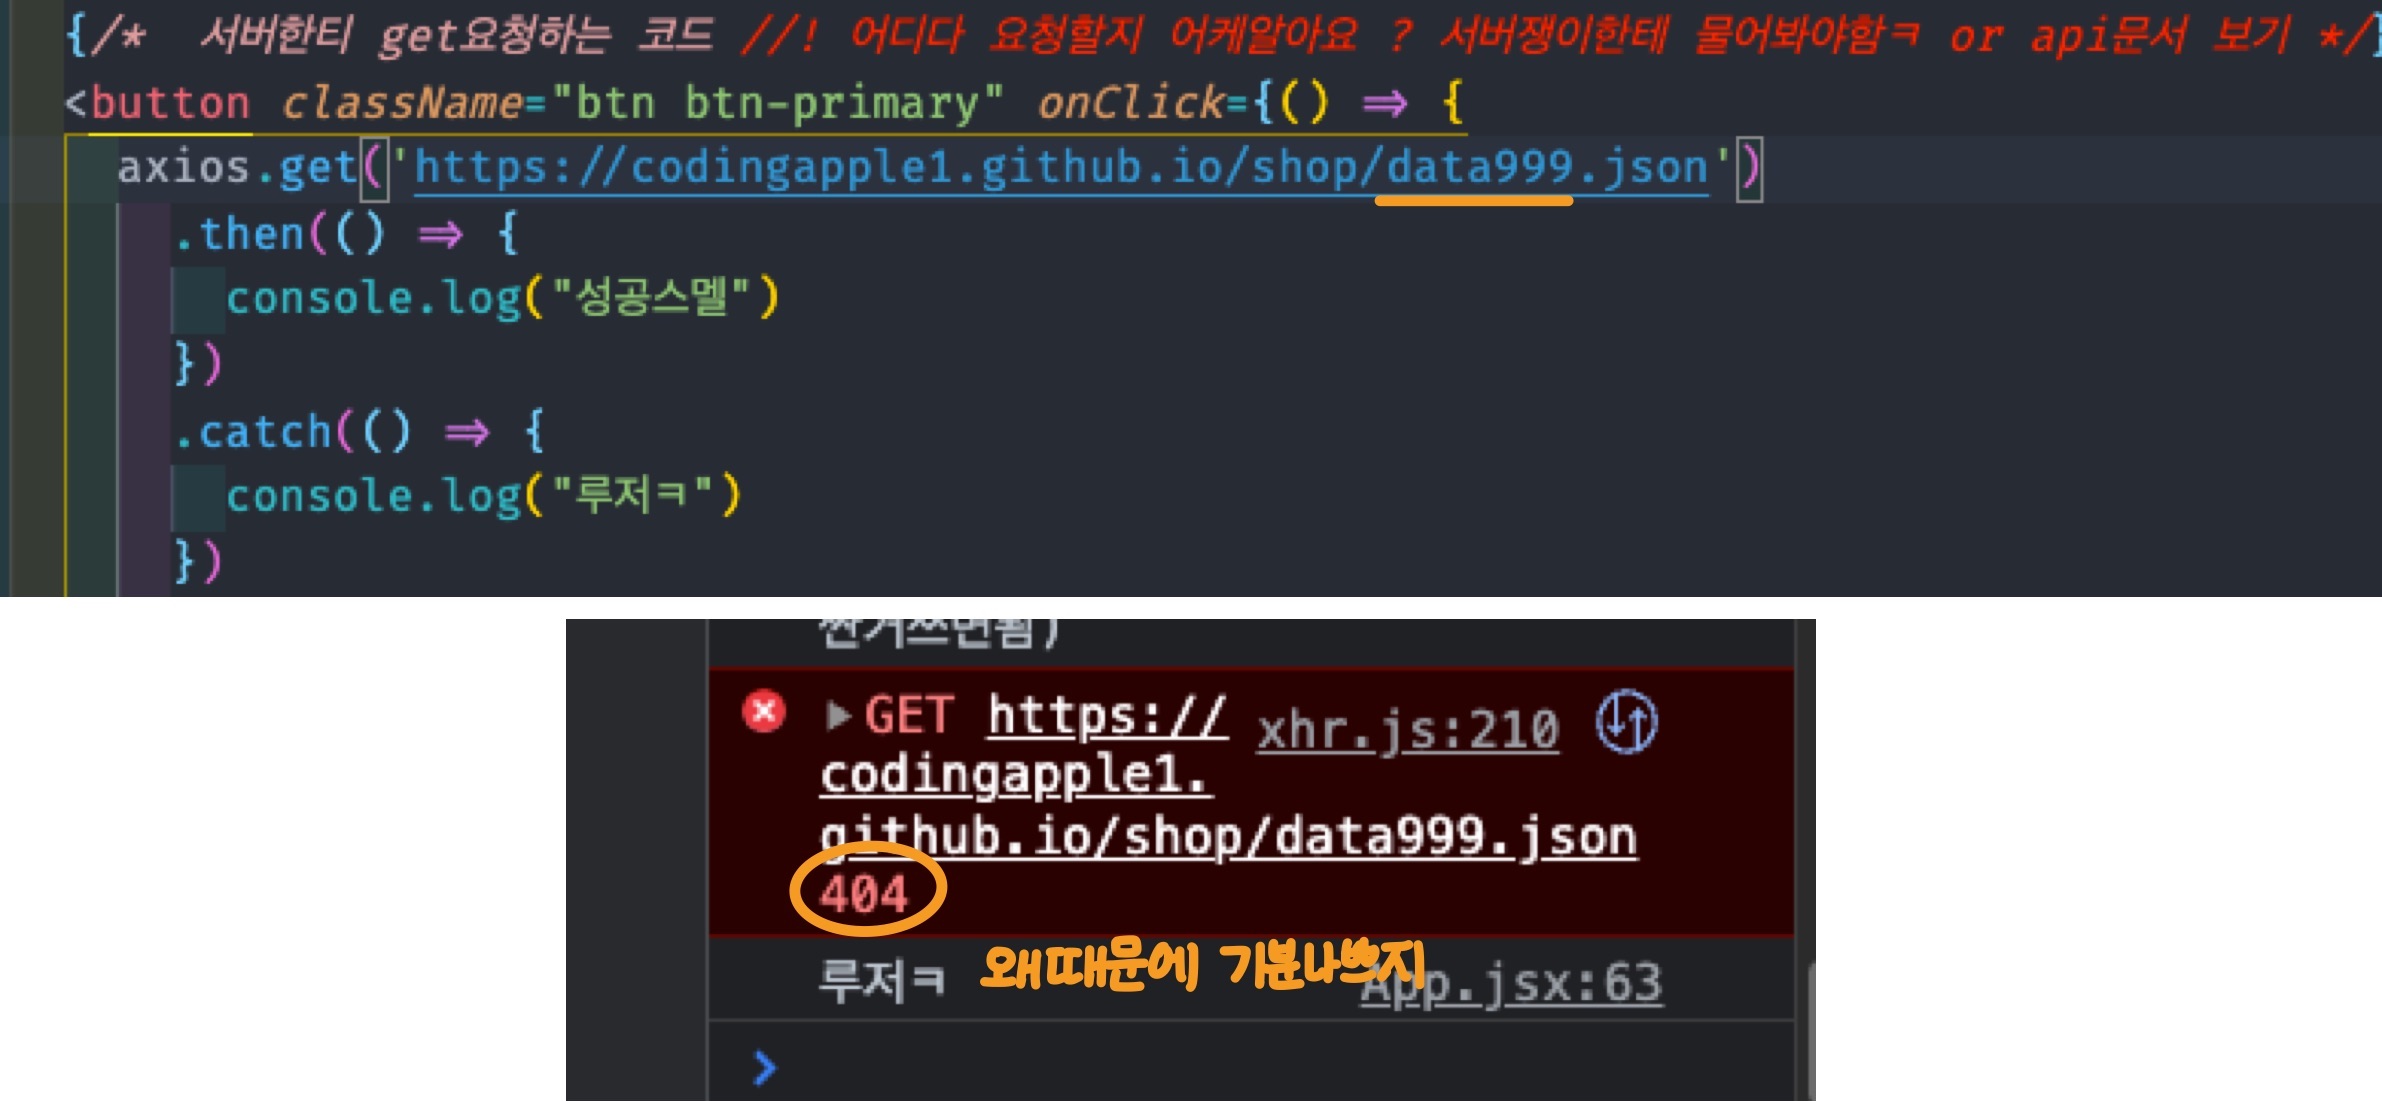 {/*  서버한티 get요청하는 코드 //! 어디다 요청할지 어케알아요 ? 서버쟁이한테 물어봐야함ㅋ or api문서 보기 */}
<button className="btn btn-primary" onClick={() ⇒ {
axios.get('https://codingapple1.github.io/shop/data999.json')
.then(() ⇒ {
console.log("성공스멜")
})
.catch(() ⇒ {
console.log("루저ㅋ")
})
싼거쓰면됨)
GET https:// xhr.js:210
codingapple1.
github.io/shop/data999.json
404
루저ㅋ 왜때문에 기분나쁘지 App.jsx:63